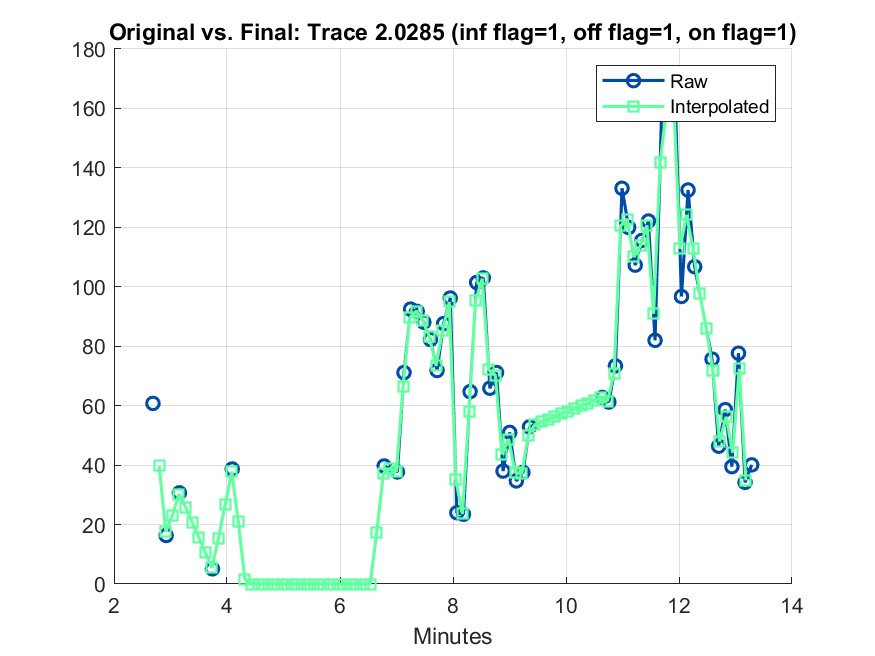 Original vs. Final: Trace 2.0285 (inf flag=1, off flag=1, on flag=1)
180
160
140
120
100
80
60
40
20
0
Raw
Interpolated
2 4 6 8 10 12 14
Minutes